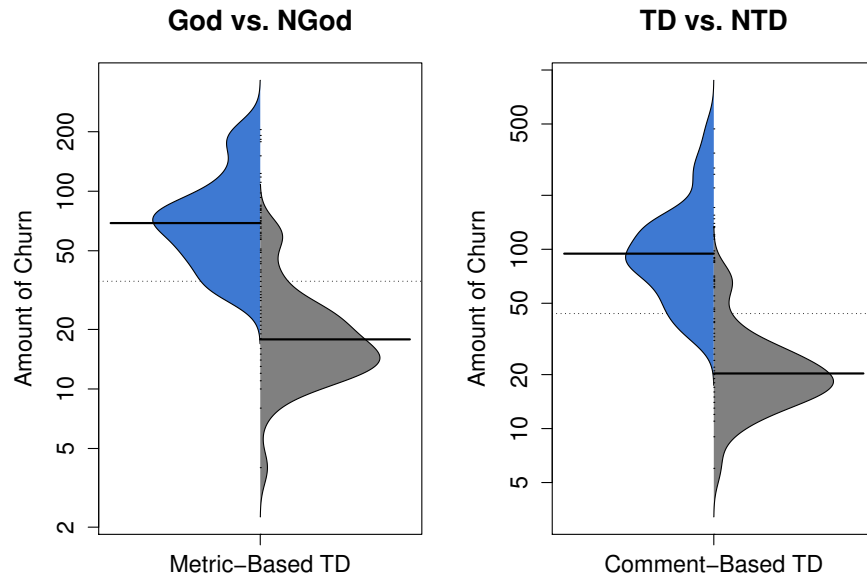 God vs. NGod
Amount of Churn
200
100
50
20
10
5
2
Metric−Based TD
TD vs. NTD
Amount of Churn
500
100
50
20
10
5
Comment−Based TD